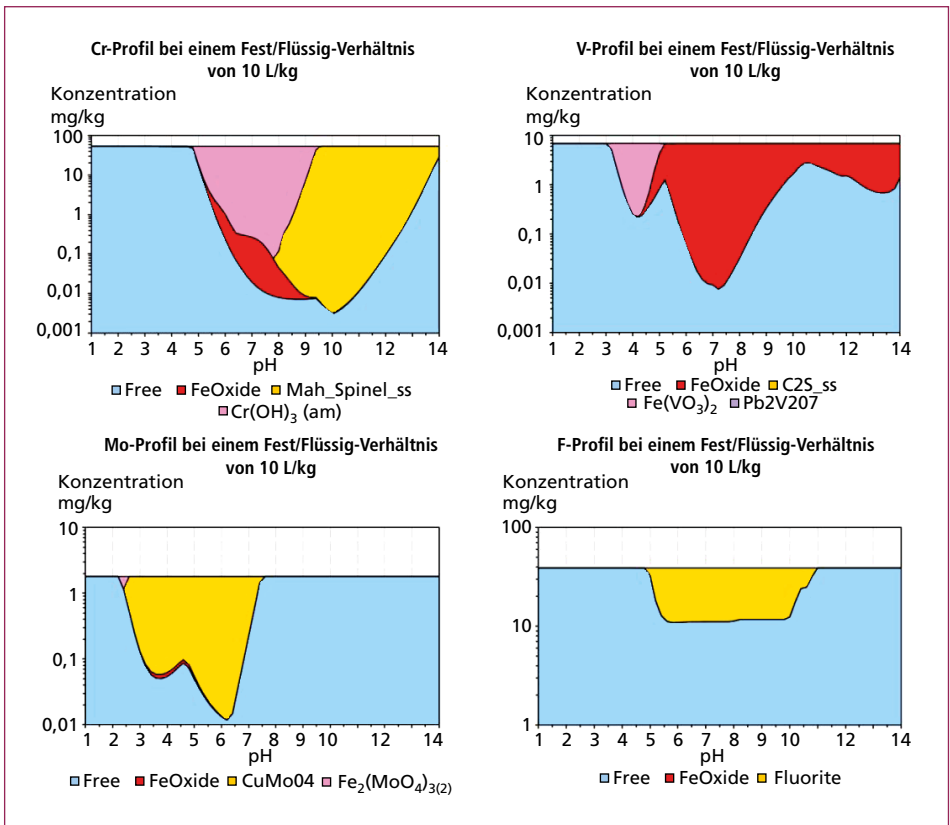 Cr-Profil bei einem Fest/Flüssig-Verhältnis
von 10 L/kg
Konzentration
mg/kg
100
10
1
0,1
0,01
0,001
1 2 3 4 5 6 7 8 9 10 11 12 13 14
pH
Free FeOxide Mah_Spinel_ss
Cr(OH)₃ (am)
V-Profil bei einem Fest/Flüssig-Verhältnis
von 10 L/kg
Konzentration
mg/kg
10
1
0,1
0,01
0,001
1 2 3 4 5 6 7 8 9 10 11 12 13 14
pH
Free FeOxide C2S_ss
Fe(VO₃)₂ Pb2V207
Mo-Profil bei einem Fest/Flüssig-Verhältnis
von 10 L/kg
Konzentration
mg/kg
10
1
0,1
0,01
1 2 3 4 5 6 7 8 9 10 11 12 13 14
pH
Free FeOxide CuMo04 Fe₂(MoO₄)₃₍₂₎
F-Profil bei einem Fest/Flüssig-Verhältnis
von 10 L/kg
Konzentration
mg/kg
100
10
1
1 2 3 4 5 6 7 8 9 10 11 12 13 14
pH
Free FeOxide Fluorite